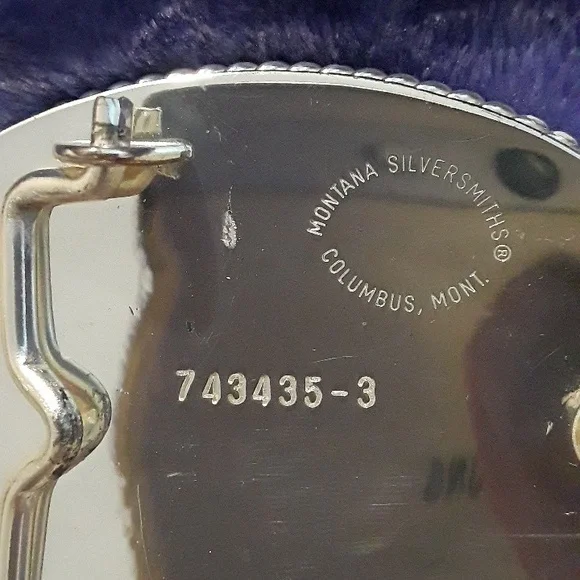 MONTANA SILVERSMITHS®
COLUMBUS, MONT.
743435-3